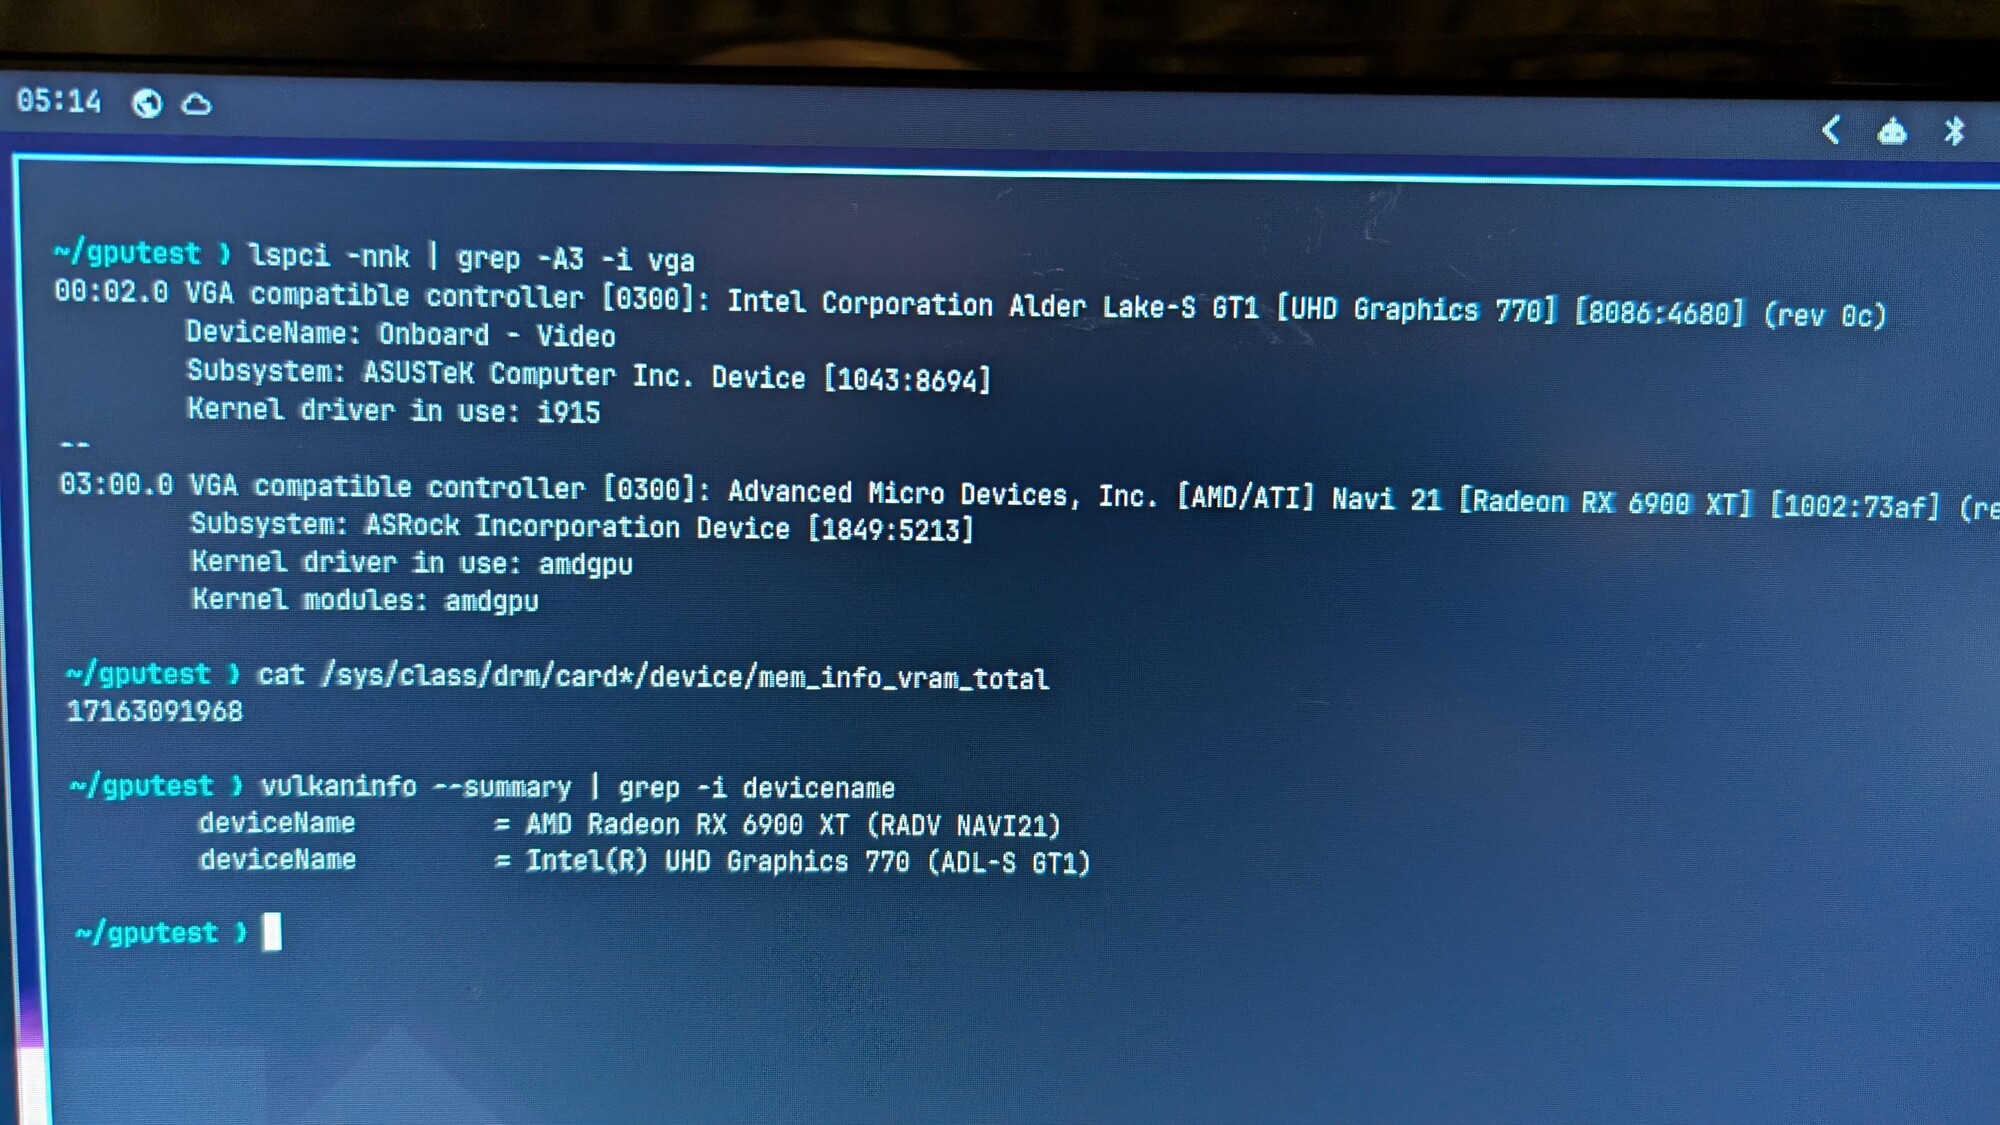 05:14
~/gputest ❯ lspci -nnk | grep -A3 -i vga
00:02.0 VGA compatible controller [0300]: Intel Corporation Alder Lake-S GT1 [UHD Graphics 770] [8086:4680] (rev 0c)
DeviceName: Onboard - Video
Subsystem: ASUSTeK Computer Inc. Device [1043:8694]
Kernel driver in use: i915
--
03:00.0 VGA compatible controller [0300]: Advanced Micro Devices, Inc. [AMD/ATI] Navi 21 [Radeon RX 6900 XT] [1002:73af] (re
Subsystem: ASRock Incorporation Device [1849:5213]
Kernel driver in use: amdgpu
Kernel modules: amdgpu
~/gputest ❯ cat /sys/class/drm/card*/device/mem_info_vram_total
17163091968
~/gputest ❯ vulkaninfo --summary | grep -i devicename
deviceName = AMD Radeon RX 6900 XT (RADV NAVI21)
deviceName = Intel(R) UHD Graphics 770 (ADL-S GT1)
~/gputest ❯